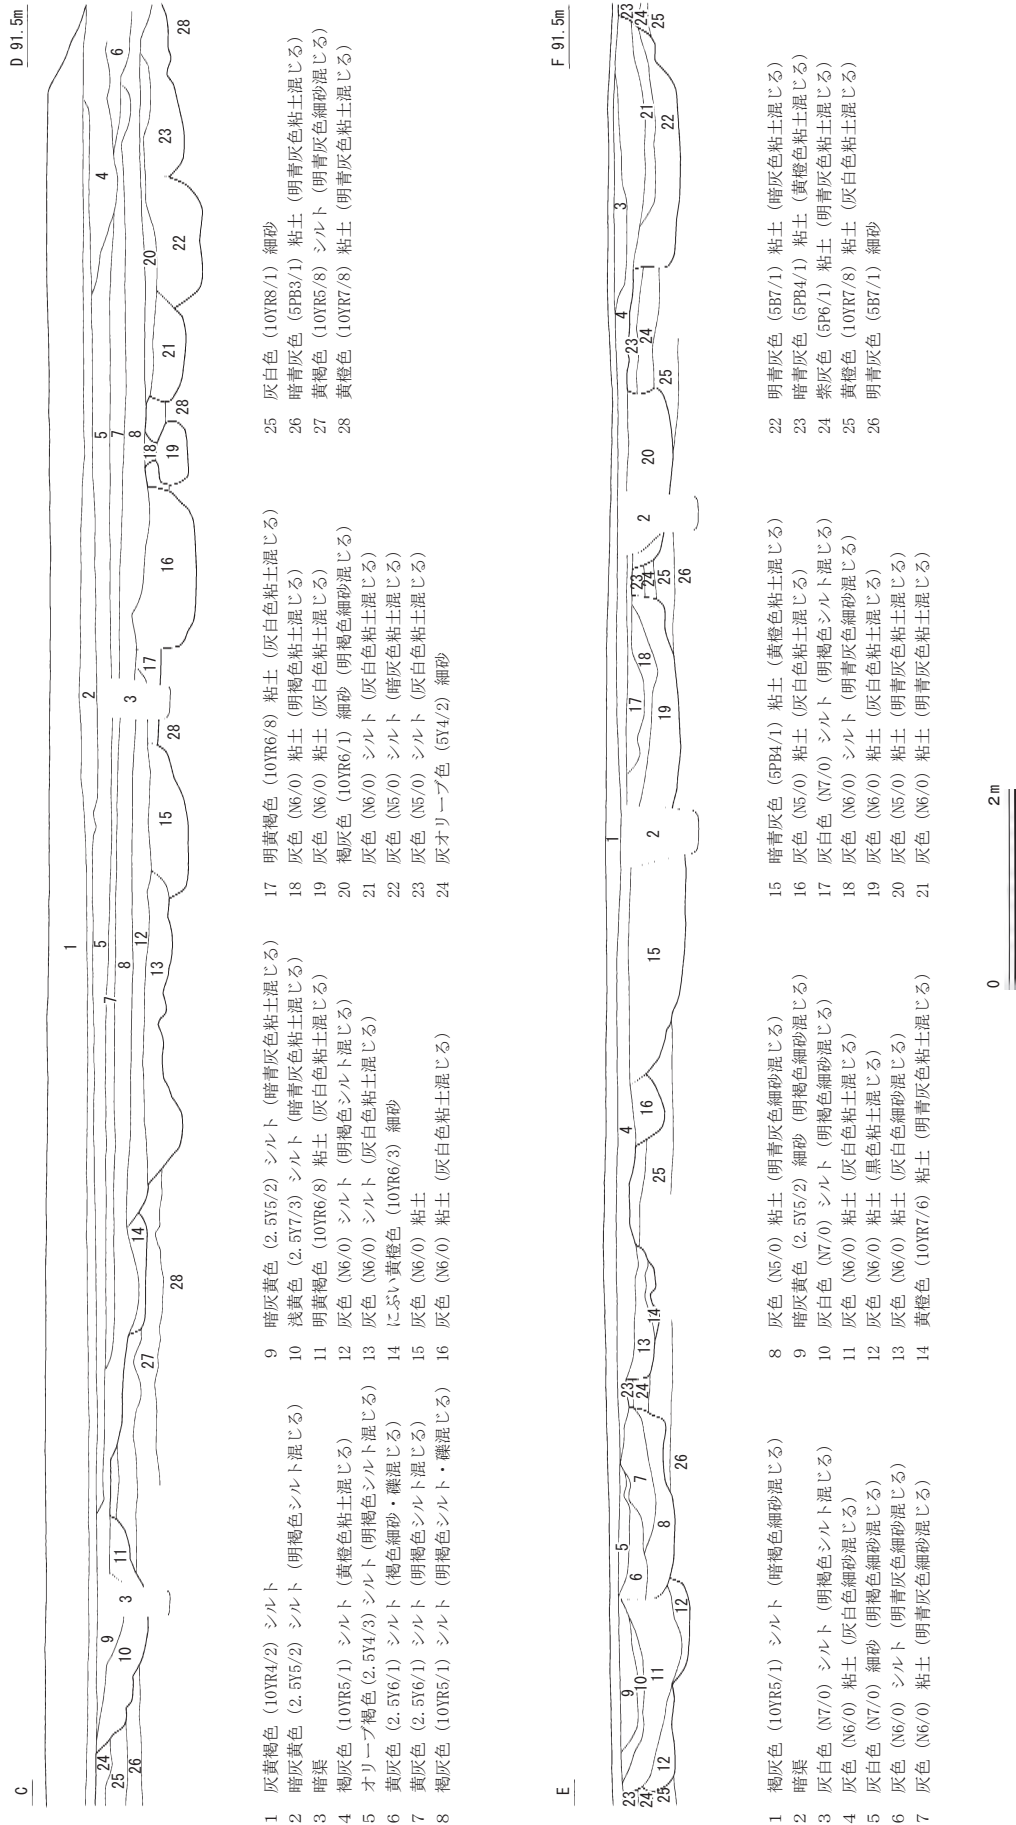 C
D 91.5m
1 灰黄褐色 (10YR4/2) シルト
2 暗灰黄色 (2.5Y5/2) シルト (明褐色シルト混じる)
3 暗渠
4 褐灰色 (10YR5/1) シルト (黄橙色粘土混じる)
5 オリーブ褐色 (2.5Y4/3) シルト (明褐色シルト混じる)
6 黄灰色 (2.5Y6/1) シルト (褐色細砂・礫混じる)
7 黄灰色 (2.5Y6/1) シルト (明褐色シルト混じる)
8 褐灰色 (10YR5/1) シルト (明褐色シルト・礫混じる)
9 暗灰黄色 (2.5Y5/2) シルト (暗青灰色粘土混じる)
10 浅黄色 (2.5Y7/3) シルト (暗青灰色粘土混じる)
11 明黄褐色 (10YR6/8) 粘土 (灰白色粘土混じる)
12 灰色 (N6/0) シルト (明褐色シルト混じる)
13 灰色 (N6/0) シルト (灰白色粘土混じる)
14 にぶい黄橙色 (10YR6/3) 細砂
15 灰色 (N6/0) 粘土
16 灰色 (N6/0) 粘土 (灰白色粘土混じる)
17 明黄褐色 (10YR6/8) 粘土 (灰白色粘土混じる)
18 灰色 (N6/0) 粘土 (明褐色粘土混じる)
19 灰色 (N6/0) 粘土 (灰白色粘土混じる)
20 褐灰色 (10YR6/1) 細砂 (明褐色細砂混じる)
21 灰色 (N6/0) シルト (灰白色粘土混じる)
22 灰色 (N5/0) シルト (暗灰色粘土混じる)
23 灰色 (N5/0) シルト (灰白色粘土混じる)
24 灰オリーブ色 (5Y4/2) 細砂
25 灰白色 (10YR8/1) 細砂
26 暗青灰色 (5PB3/1) 粘土 (明青灰色粘土混じる)
27 黄褐色 (10YR5/8) シルト (明青灰色細砂混じる)
28 黄橙色 (10YR7/8) 粘土 (明青灰色粘土混じる)
E
F 91.5m
1 褐灰色 (10YR5/1) シルト (暗褐色細砂混じる)
2 暗渠
3 灰白色 (N7/0) シルト (明褐色シルト混じる)
4 灰色 (N6/0) 粘土 (灰白色細砂混じる)
5 灰白色 (N7/0) 細砂 (明褐色細砂混じる)
6 灰色 (N6/0) シルト (明青灰色細砂混じる)
7 灰色 (N6/0) 粘土 (明青灰色細砂混じる)
8 灰色 (N5/0) 粘土 (明青灰色細砂混じる)
9 暗灰黄色 (2.5Y5/2) 細砂 (明褐色細砂混じる)
10 灰白色 (N7/0) シルト (明褐色細砂混じる)
11 灰色 (N6/0) 粘土 (灰白色粘土混じる)
12 灰色 (N6/0) 粘土 (黒色粘土混じる)
13 灰色 (N6/0) 粘土 (灰白色細砂混じる)
14 黄橙色 (10YR7/6) 粘土 (明青灰色粘土混じる)
15 暗青灰色 (5PB4/1) 粘土 (黄橙色粘土混じる)
16 灰色 (N5/0) 粘土 (灰白色粘土混じる)
17 灰白色 (N7/0) シルト (明褐色シルト混じる)
18 灰色 (N6/0) シルト (明青灰色細砂混じる)
19 灰色 (N6/0) 粘土 (灰白色粘土混じる)
20 灰色 (N5/0) 粘土 (明青灰色粘土混じる)
21 灰色 (N6/0) 粘土 (明青灰色粘土混じる)
22 明青灰色 (5B7/1) 粘土 (暗灰色粘土混じる)
23 暗青灰色 (5PB4/1) 粘土 (黄橙色粘土混じる)
24 紫灰色 (5P6/1) 粘土 (明青灰色粘土混じる)
25 黄橙色 (10YR7/8) 粘土 (灰白色粘土混じる)
26 明青灰色 (5B7/1) 細砂
0 2m